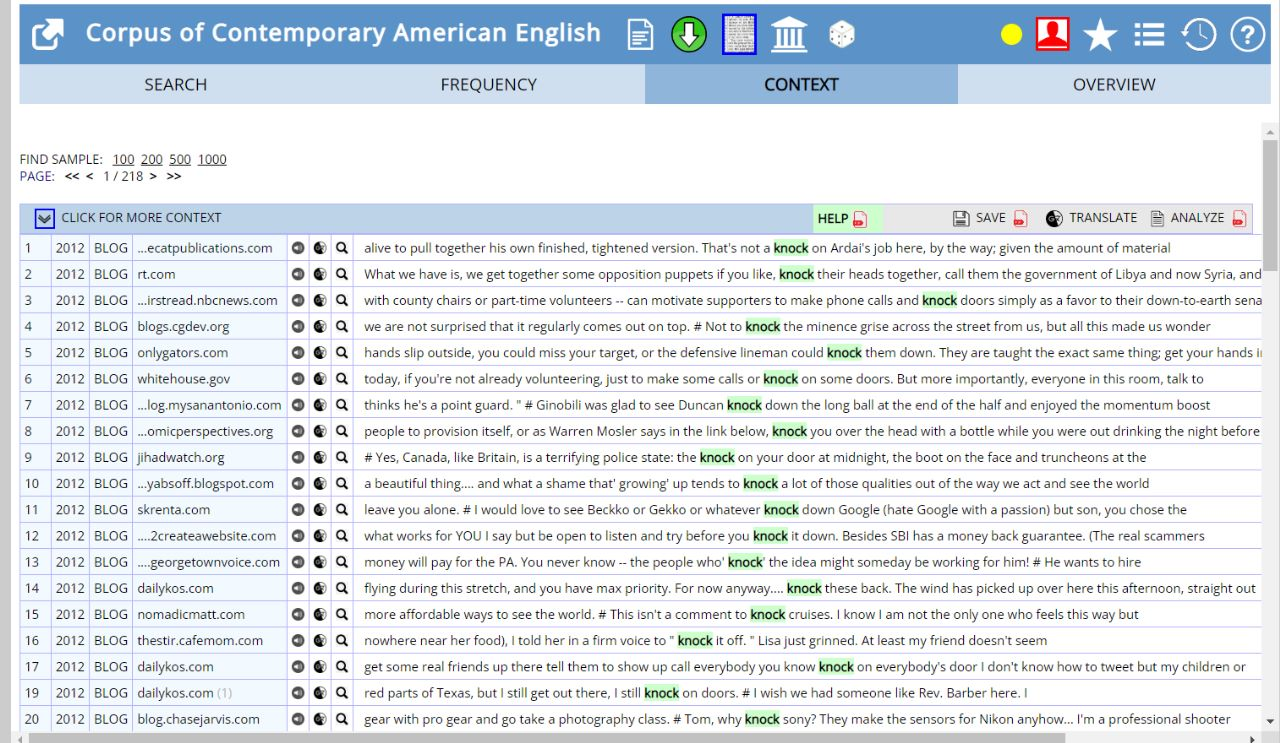 Corpus of Contemporary American English
SEARCH FREQUENCY CONTEXT OVERVIEW
FIND SAMPLE: 100 200 500 1000
PAGE: << < 1 / 218 > >>
CLICK FOR MORE CONTEXT HELP SAVE TRANSLATE ANALYZE
1 2012 BLOG ...ecatpublications.com alive to pull together his own finished, tightened version. That's not a knock on Ardai's job here, by the way; given the amount of material
2 2012 BLOG rt.com What we have is, we get together some opposition puppets if you like, knock their heads together, call them the government of Libya and now Syria, and
3 2012 BLOG ...irstread.nbcnews.com with county chairs or part-time volunteers -- can motivate supporters to make phone calls and knock doors simply as a favor to their down-to-earth sena
4 2012 BLOG blogs.cgdev.org we are not surprised that it regularly comes out on top. # Not to knock the minence grise across the street from us, but all this made us wonder
5 2012 BLOG onlygators.com hands slip outside, you could miss your target, or the defensive lineman could knock them down. They are taught the exact same thing; get your hands i
6 2012 BLOG whitehouse.gov today, if you're not already volunteering, just to make some calls or knock on some doors. But more importantly, everyone in this room, talk to
7 2012 BLOG ...log.mysanantonio.com thinks he's a point guard. " # Ginobili was glad to see Duncan knock down the long ball at the end of the half and enjoyed the momentum boost
8 2012 BLOG ...omicperspectives.org people to provision itself, or as Warren Mosler says in the link below, knock you over the head with a bottle while you were out drinking the night before
9 2012 BLOG jihadwatch.org # Yes, Canada, like Britain, is a terrifying police state: the knock on your door at midnight, the boot on the face and truncheons at the
10 2012 BLOG ...yabsoff.blogspot.com a beautiful thing.... and what a shame that' growing' up tends to knock a lot of those qualities out of the way we act and see the world
11 2012 BLOG skrenta.com leave you alone. # I would love to see Beckko or Gekko or whatever knock down Google (hate Google with a passion) but son, you chose the
12 2012 BLOG ....2createawebsite.com what works for YOU I say but be open to listen and try before you knock it down. Besides SBI has a money back guarantee. (The real scammers
13 2012 BLOG ....georgetownvoice.com money will pay for the PA. You never know -- the people who' knock' the idea might someday be working for him! # He wants to hire
14 2012 BLOG dailykos.com flying during this stretch, and you have max priority. For now anyway.... knock these back. The wind has picked up over here this afternoon, straight out
15 2012 BLOG nomadicmatt.com more affordable ways to see the world. # This isn't a comment to knock cruises. I know I am not the only one who feels this way but
16 2012 BLOG thestir.cafemom.com nowhere near her food), I told her in a firm voice to " knock it off. " Lisa just grinned. At least my friend doesn't seem
17 2012 BLOG dailykos.com get some real friends up there tell them to show up call everybody you know knock on everybody's door I don't know how to tweet but my children or
19 2012 BLOG dailykos.com (1) red parts of Texas, but I still get out there, I still knock on doors. # I wish we had someone like Rev. Barber here. I
20 2012 BLOG blog.chasejarvis.com gear with pro gear and go take a photography class. # Tom, why knock sony? They make the sensors for Nikon anyhow... I'm a professional shooter